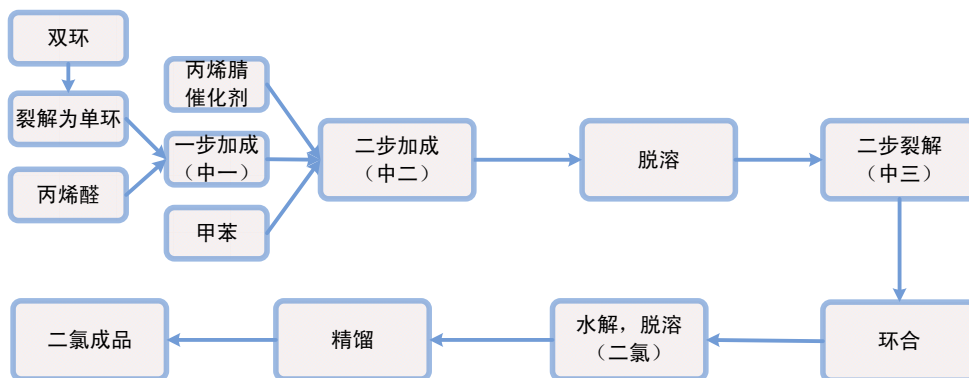 双环
裂解为单环
丙烯醛
丙烯腈
催化剂
一步加成
（中一）
甲苯
二步加成
（中二）
脱溶
二步裂解
（中三）
环合
水解，脱溶
（二氯）
精馏
二氯成品